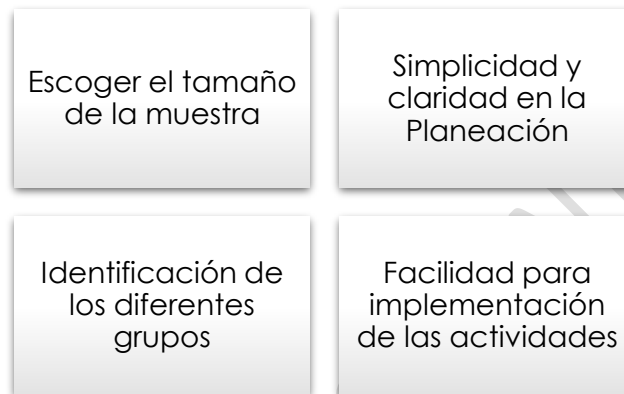 Escoger el tamaño
de la muestra
Simplicidad y
claridad en la
Planeación
Identificación de
los diferentes
grupos
Facilidad para
implementación
de las actividades